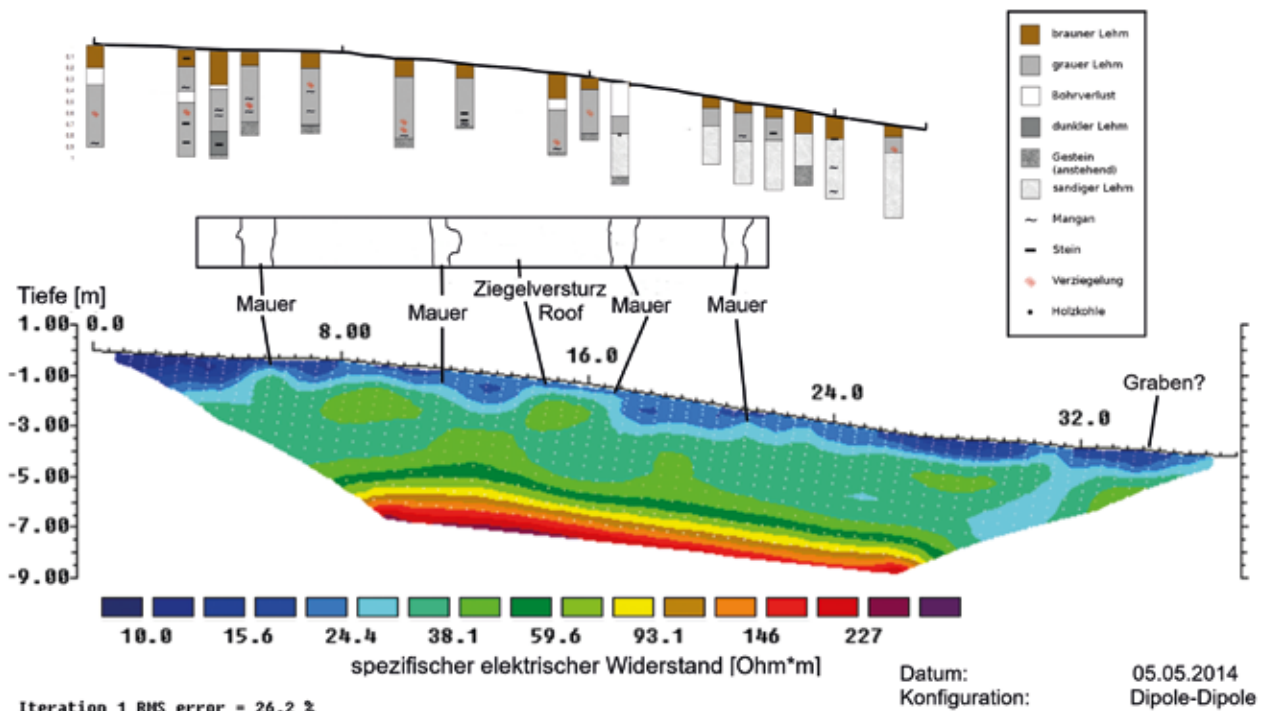 brauner Lehm
grauer Lehm
Bohrverlust
dunkler Lehm
Gestein
(anstehend)
sandiger Lehm
Mangan
Stein
Verziegelung
Holzkohle
Mauer
Mauer
Ziegelversturz
Roof
Mauer
Mauer
Graben?
Tiefe [m]
0.0
8.00
16.0
24.0
32.0
1.00
-1.00
-3.00
-5.00
-7.00
-9.00
10.0 15.6 24.4 38.1 59.6 93.1 146 227
spezifischer elektrischer Widerstand [Ohm*m]
Datum: 05.05.2014
Konfiguration: Dipole-Dipole
Iteration 1 RMS error = 26.2 %